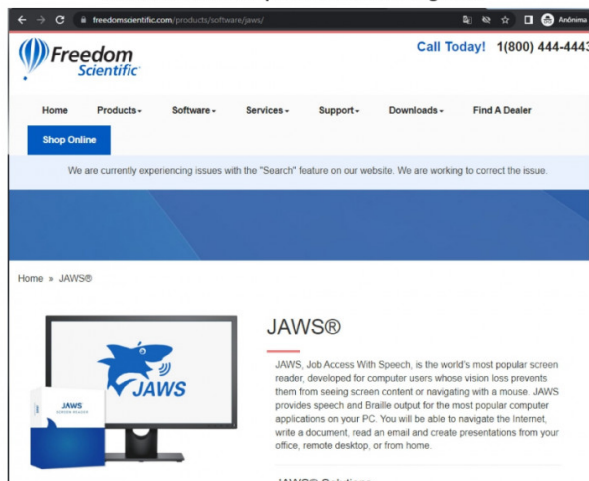 freedomscientific.com/products/software/jaws/
Anónima
Freedom
Scientific
Call Today! 1(800) 444-4443
Home Products Software Services Support Downloads Find A Dealer
Shop Online
We are currently experiencing issues with the "Search" feature on our website. We are working to correct the issue.
Home » JAWS®
JAWS
JAWS
SCREEN READER
JAWS®
JAWS, Job Access With Speech, is the world's most popular screen
reader, developed for computer users whose vision loss prevents
them from seeing screen content or navigating with a mouse. JAWS
provides speech and Braille output for the most popular computer
applications on your PC. You will be able to navigate the Internet,
write a document, read an email and create presentations from your
office, remote desktop, or from home.
JAWS® Solutions